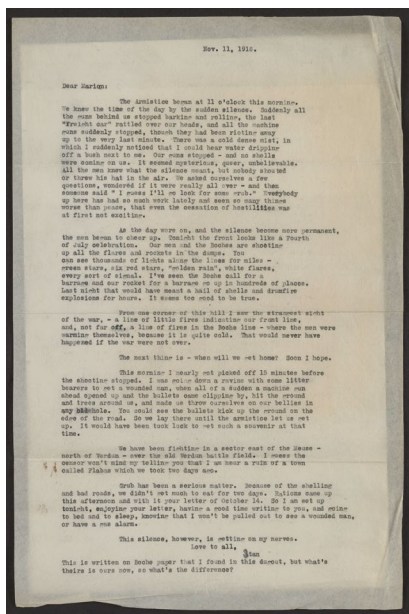 Nov. 11, 1918.
Dear Marion:
The Armistice began at 11 o'clock this morning.
We knew the time of the day by the sudden silence. Suddenly all
the guns behind us stopped barking and rolling, the last
"freight car" rattled over our heads, and all the machine
guns suddenly stopped, though they had been rioting away
up to the very last minute. There was a cold dense mist, in
which I suddenly noticed that I could hear water dripping
off a bush next to me. Our guns stopped - and no shells
were coming on us. It seemed mysterious, queer, unbelievable.
All the men knew what the silence meant, but nobody shouted
or threw his hat in the air. We asked ourselves a few
questions, wondered if it were really all over - and then
someone said " I guess I'll go look for some grub." Everybody
up here has had so much work lately and seen so many things
worse than peace, that even the cessation of hostilities was
at first not exciting.
As the day wore on, and the silence become more permanent,
the men began to cheer up. Tonight the front looks like a Fourth
of July celebration. Our men and the Boches are shooting
up all the flares and rockets in the dumps. You
can see thousands of lights along the lines for miles -
green stars, six red stars, "golden rain", white flares,
every sort of signal. I've seen the Boche call for a
barrage and our rocket for a barrage go up in hundreds of places.
Last night that would have meant a hail of shells and drumfire
explosions for hours. It seems too good to be true.
From one corner of this hill I saw the strangest sight
of the war, - a line of little fires indicating our front line,
and, not far off, a line of fires in the Boche line - where the men were
warming themselves, because it is quite cold. That would never have
happened if the war were not over.
The next thing is - when will we get home? Soon I hope.
This morning I nearly got picked off 15 minutes before
the shooting stopped. I was going down a ravine with some litter
bearers to get a wounded man, when all of a sudden a machine gun
ahead opened up and the bullets came clipping by, hit the ground
and trees around us, and made us throw ourselves on our bellies in
any hole. You could see the bullets kick up the ground on the
edge of the road. So we lay there until the armistice let us get
up. It would have been tough luck to get such a souvenir at that
time.
We have been fighting in a sector east of the Meuse -
north of Verdun - over the old Verdun battle field. I guess the
censor won't mind my telling you that I am near a ruin of a town
called Flabas which we took two days ago.
Grub has been a serious matter. Because of the shelling
and bad roads, we didn't get much to eat for two days. Rations came up
this afternoon and with it your letter of October 14. So I am set up
tonight, enjoying your letter, having a good time writing to you, and going
to bed and to sleep, knowing that I won't be pulled out to see a wounded man,
or have a gas alarm.
This silence, however, is getting on my nerves.
Love to all,
Stan
This is written on Boche paper that I found in this dugout, but what's
theirs is ours now, so what's the difference?